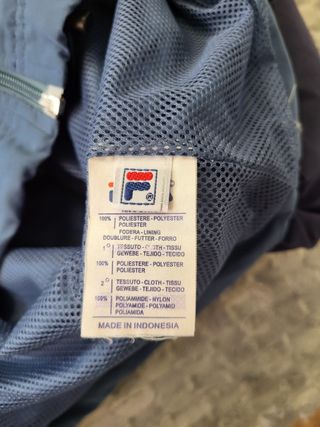 F
®
100% POLIESTERE - POLYESTER
POLIESTER
FODERA - LINING
DOUBLURE - FUTTER - FORRO
1° TESSUTO - CLOTH - TISSU
GEWEBE - TEJIDO - TECIDO
100% POLIESTERE - POLYESTER
POLIESTER
2° TESSUTO - CLOTH - TISSU
GEWEBE - TEJIDO - TECIDO
100% POLIAMMIDE - NYLON
POLYAMIDE - POLYAMID
POLIAMIDA
MADE IN INDONESIA